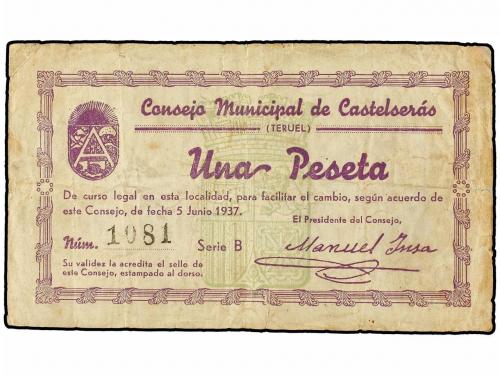 Consejo Municipal de Castelserás
(TERUEL)
Una Peseta
De curso legal en esta localidad, para facilitar el cambio, según acuerdo de
este Consejo, de fecha 5 Junio 1937.
El Presidente del Consejo,
Núm. 1081 Serie B Manuel Insa
Su validez la acredita el sello de
este Consejo, estampado al dorso.